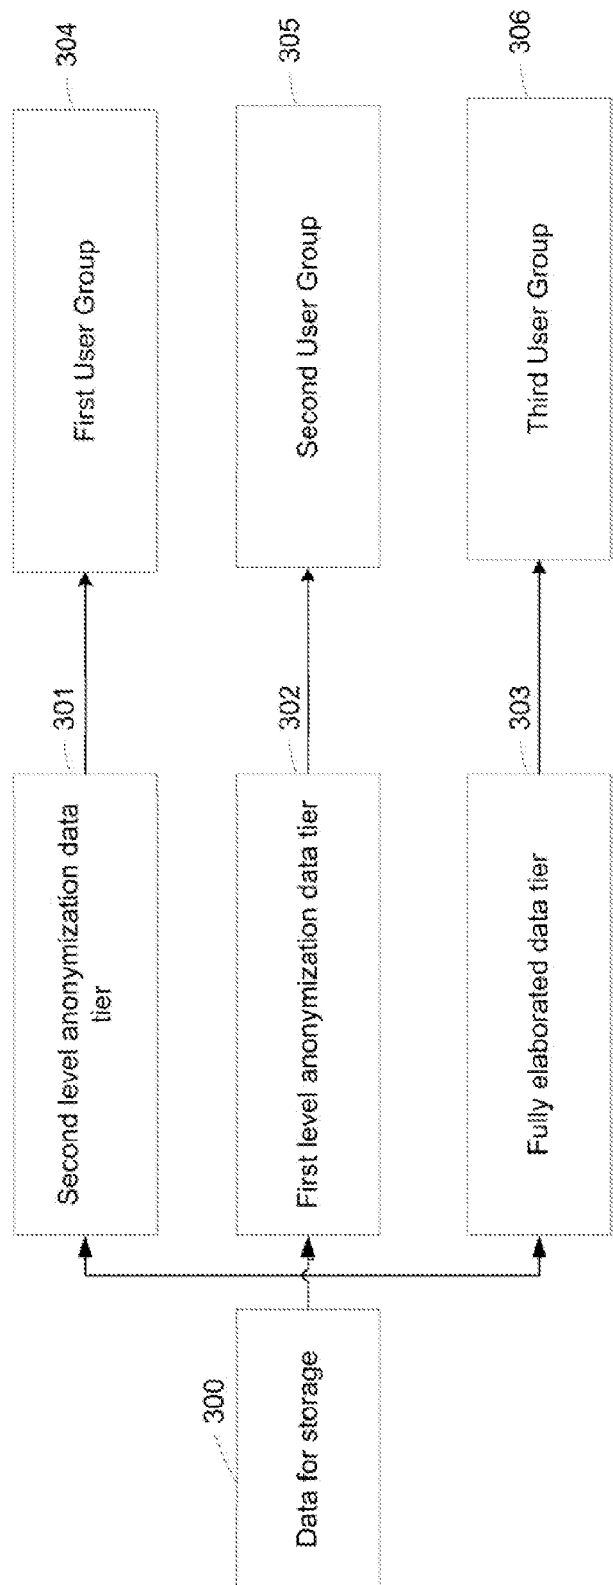 300
Data for storage
301
Second level anonymization data
tier
304
First User Group
302
First level anonymization data tier
305
Second User Group
303
Fully elaborated data tier
306
Third User Group